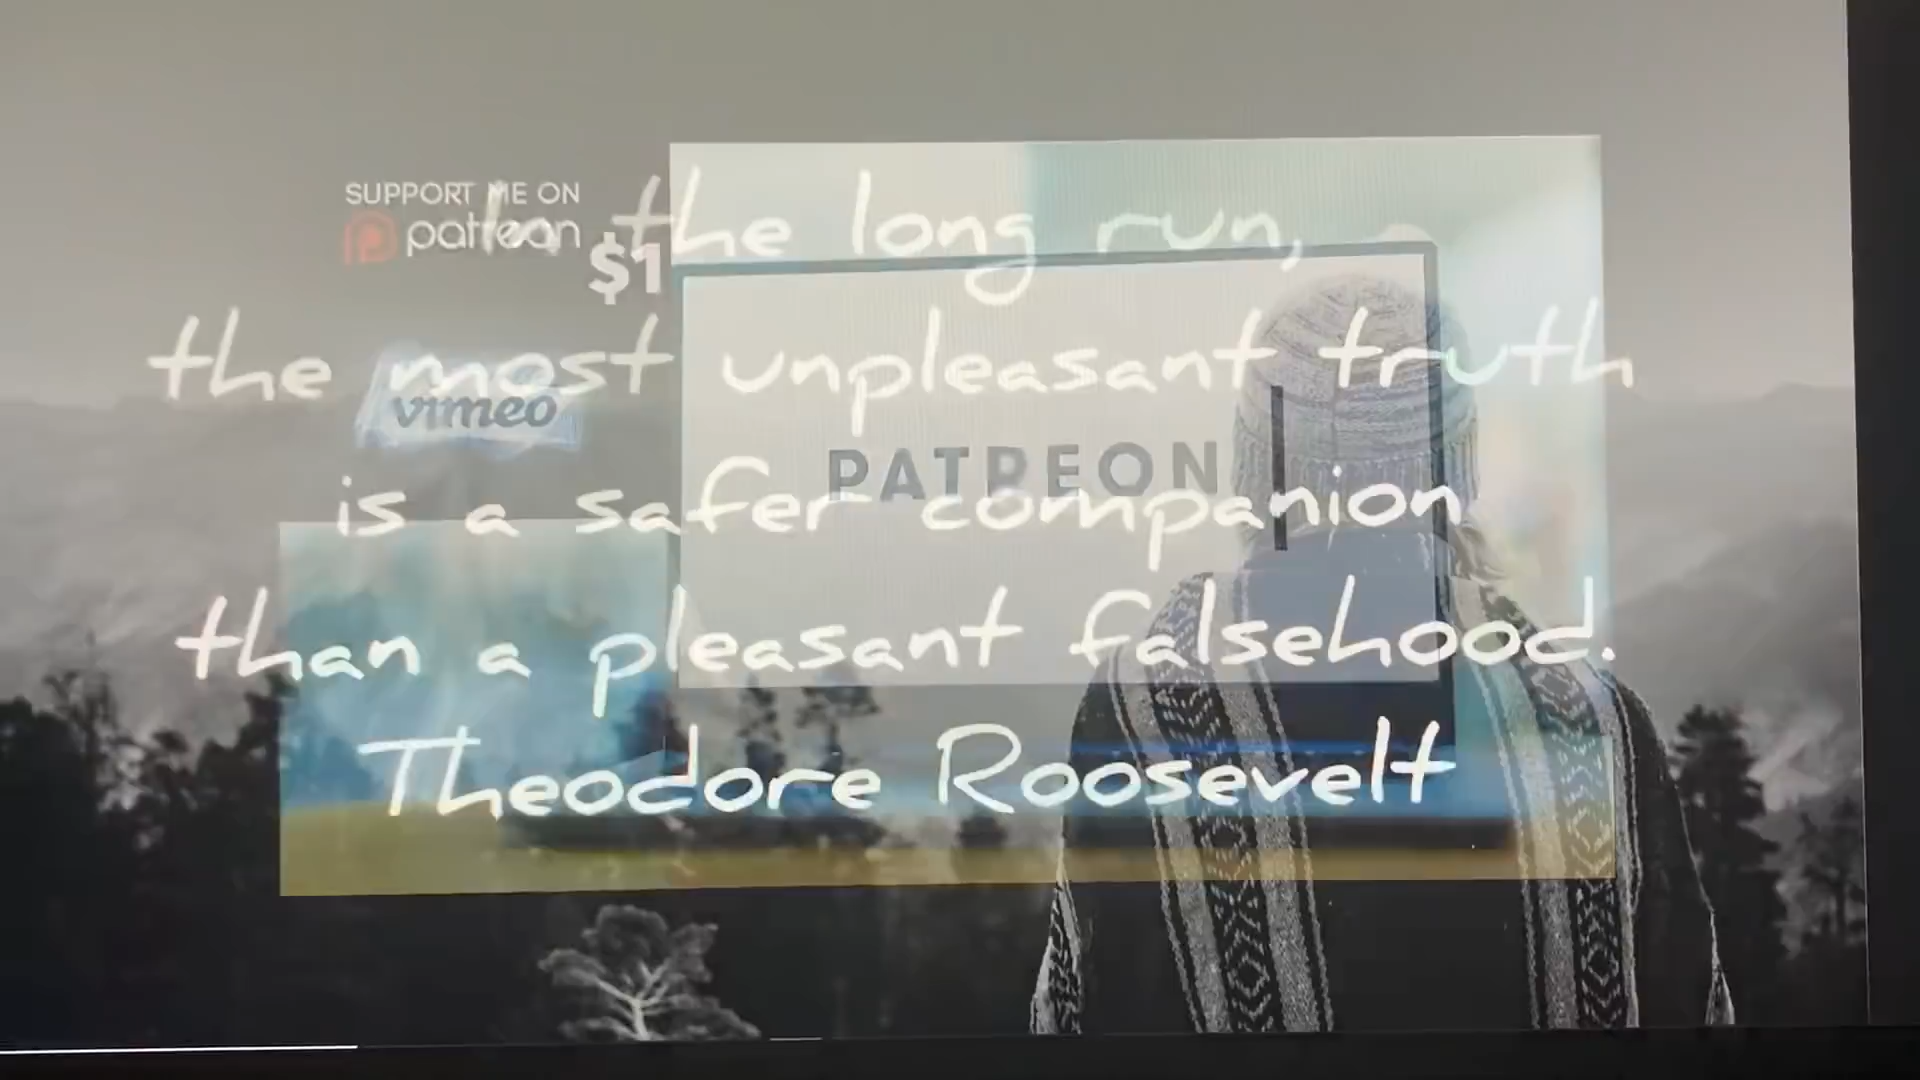 SUPPORT ME ON
patreon
$1
In the long run,
the most unpleasant truth
vimeo
PATREON
is a safer companion
than a pleasant falsehood.
Theodore Roosevelt